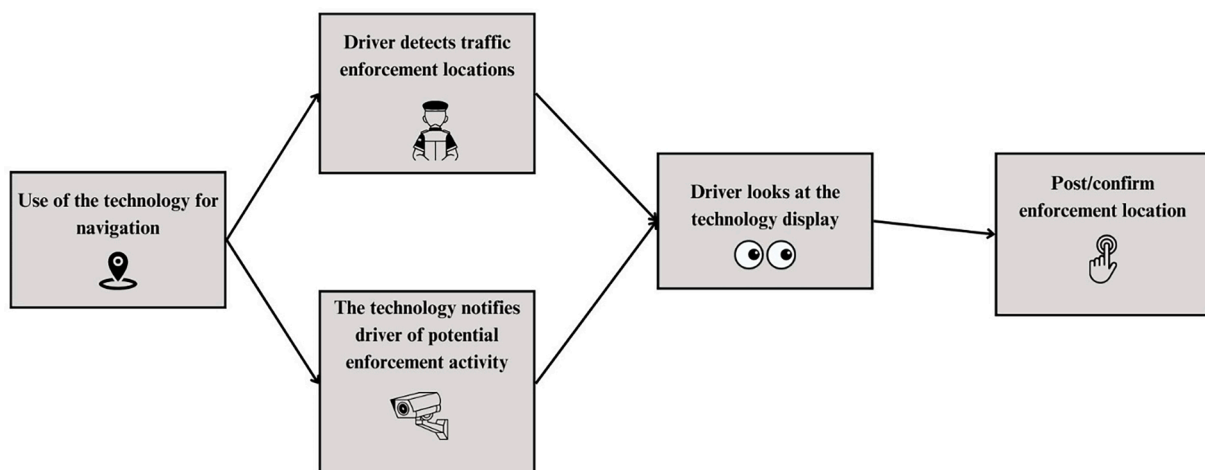 Use of the technology for
navigation
Driver detects traffic
enforcement locations
The technology notifies
driver of potential
enforcement activity
Driver looks at the
technology display
Post/confirm
enforcement location